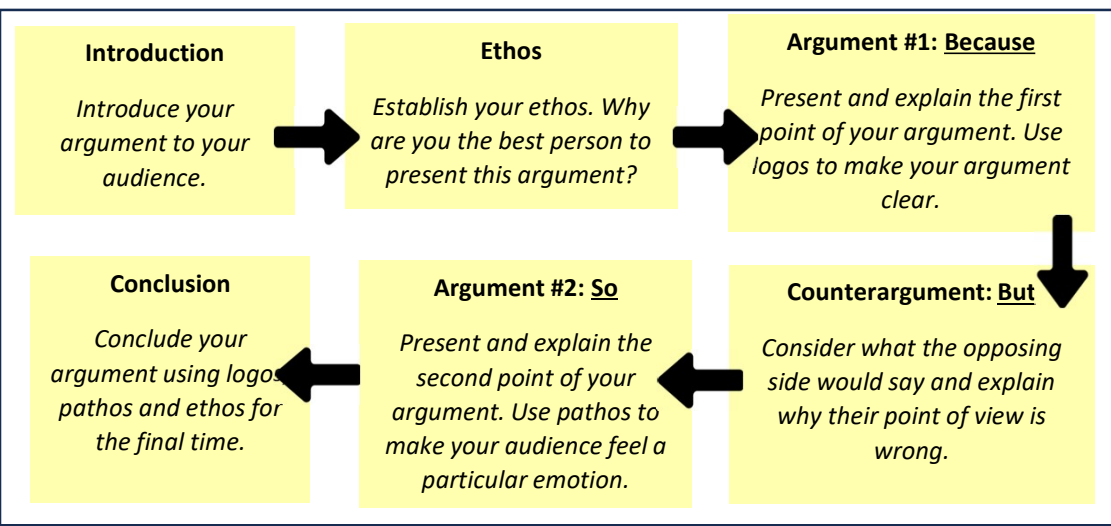 Introduction
Introduce your
argument to your
audience.
Ethos
Establish your ethos. Why
are you the best person to
present this argument?
Argument #1: Because
Present and explain the first
point of your argument. Use
logos to make your argument
clear.
Counterargument: But
Consider what the opposing
side would say and explain
why their point of view is
wrong.
Argument #2: So
Present and explain the
second point of your
argument. Use pathos to
make your audience feel a
particular emotion.
Conclusion
Conclude your
argument using logos,
pathos and ethos for
the final time.